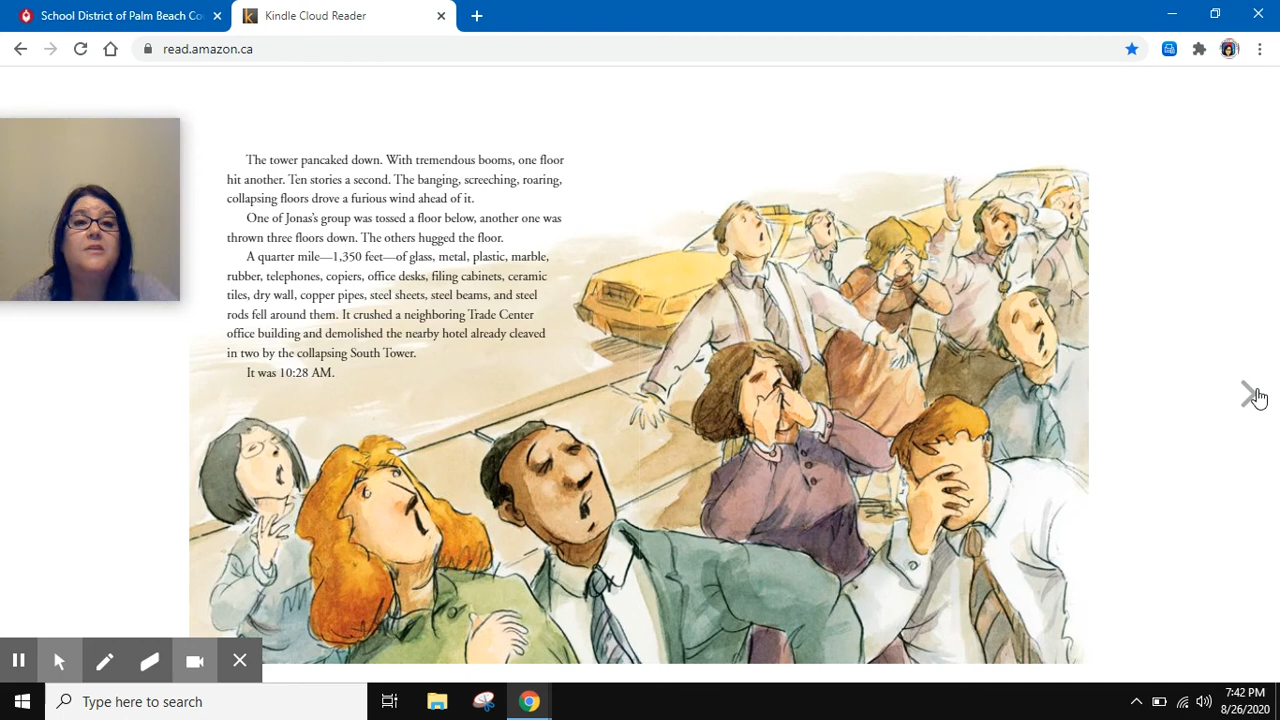 School District of Palm Beach Co
Kindle Cloud Reader
read.amazon.ca
The tower pancaked down. With tremendous booms, one floor
hit another. Ten stories a second. The banging, screeching, roaring,
collapsing floors drove a furious wind ahead of it.
One of Jonas's group was tossed a floor below, another one was
thrown three floors down. The others hugged the floor.
A quarter mile—1,350 feet—of glass, metal, plastic, marble,
rubber, telephones, copiers, office desks, filing cabinets, ceramic
tiles, dry wall, copper pipes, steel sheets, steel beams, and steel
rods fell around them. It crushed a neighboring Trade Center
office building and demolished the nearby hotel already cleaved
in two by the collapsing South Tower.
It was 10:28 AM.
Type here to search
7:42 PM
8/26/2020